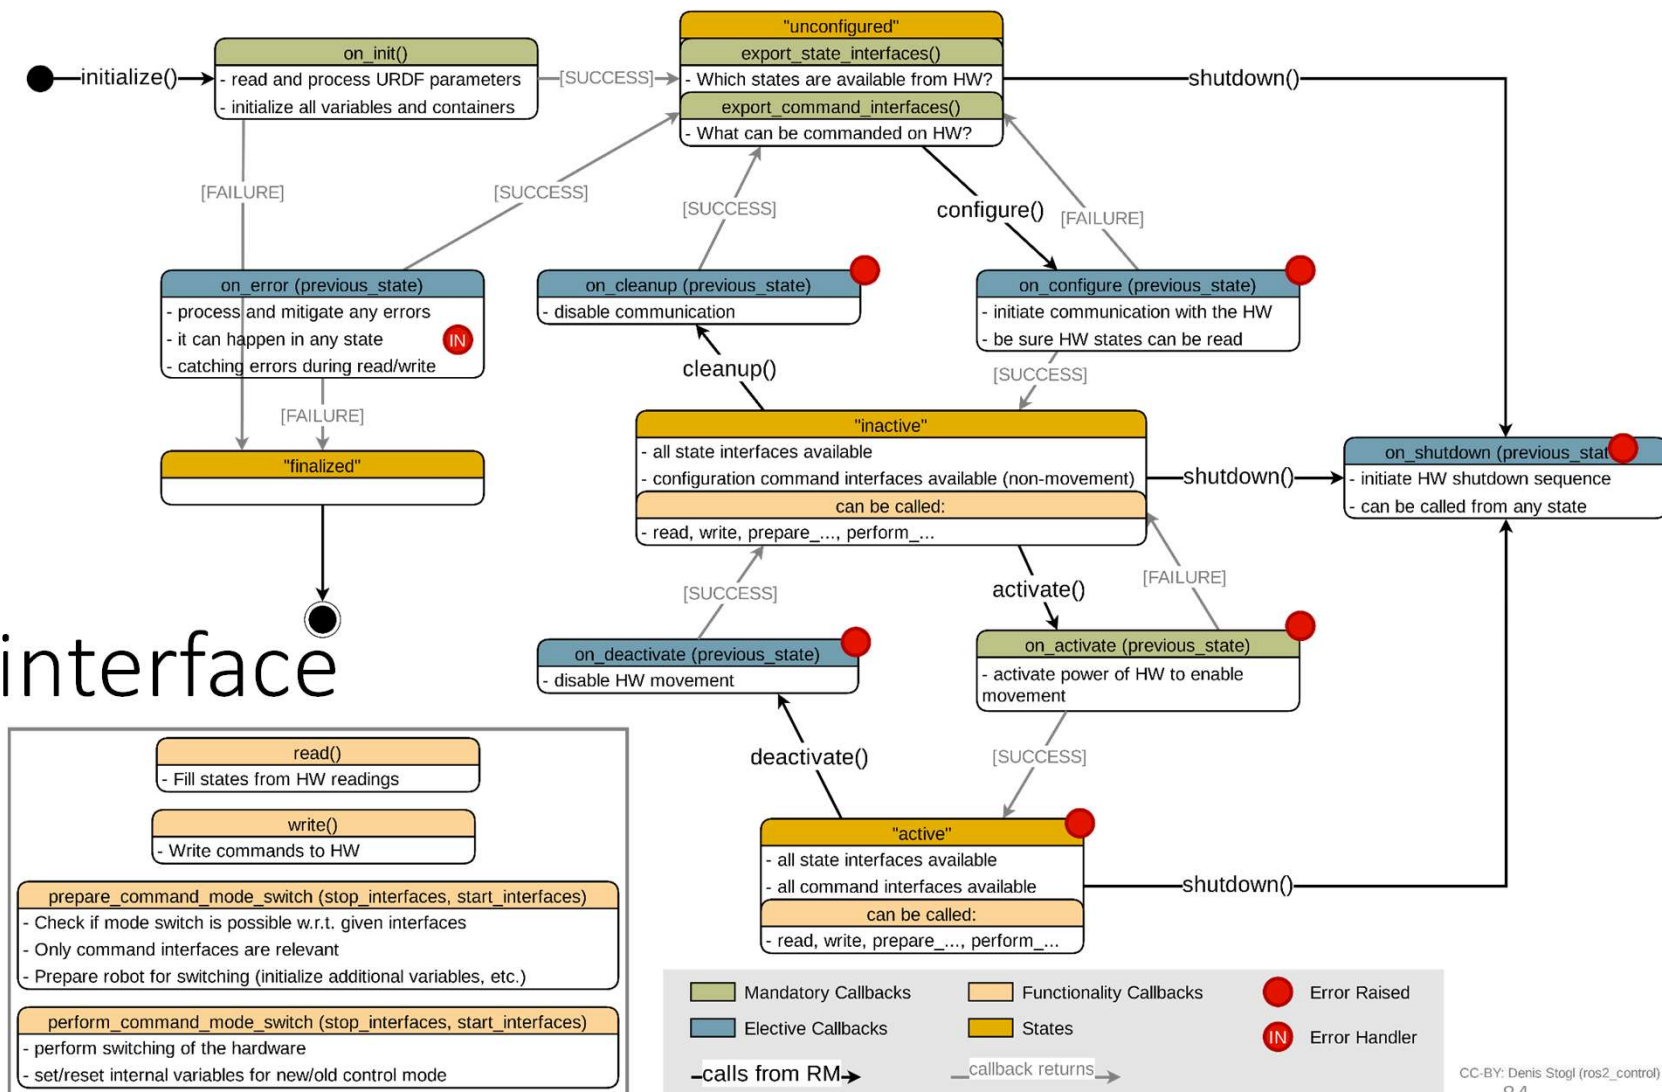 "unconfigured"
export_state_interfaces()
- Which states are available from HW?
export_command_interfaces()
- What can be commanded on HW?
on_init()
- read and process URDF parameters
- initialize all variables and containers
initialize()
[SUCCESS]
shutdown()
[FAILURE]
[SUCCESS]
[SUCCESS]
configure()
[FAILURE]
on_error (previous_state)
- process and mitigate any errors
- it can happen in any state
- catching errors during read/write
IN
on_cleanup (previous_state)
- disable communication
on_configure (previous_state)
- initiate communication with the HW
- be sure HW states can be read
cleanup()
[SUCCESS]
[FAILURE]
"finalized"
"inactive"
- all state interfaces available
- configuration command interfaces available (non-movement)
can be called:
- read, write, prepare_..., perform_...
shutdown()
on_shutdown (previous_stat
- initiate HW shutdown sequence
- can be called from any state
[SUCCESS]
activate()
[FAILURE]
interface
on_deactivate (previous_state)
- disable HW movement
on_activate (previous_state)
- activate power of HW to enable
movement
deactivate()
[SUCCESS]
read()
- Fill states from HW readings
write()
- Write commands to HW
prepare_command_mode_switch (stop_interfaces, start_interfaces)
- Check if mode switch is possible w.r.t. given interfaces
- Only command interfaces are relevant
- Prepare robot for switching (initialize additional variables, etc.)
perform_command_mode_switch (stop_interfaces, start_interfaces)
- perform switching of the hardware
- set/reset internal variables for new/old control mode
"active"
- all state interfaces available
- all command interfaces available
can be called:
- read, write, prepare_..., perform_...
shutdown()
Mandatory Callbacks
Functionality Callbacks
Error Raised
Elective Callbacks
States
IN
Error Handler
calls from RM
callback returns
CC-BY: Denis Stogl (ros2_control)